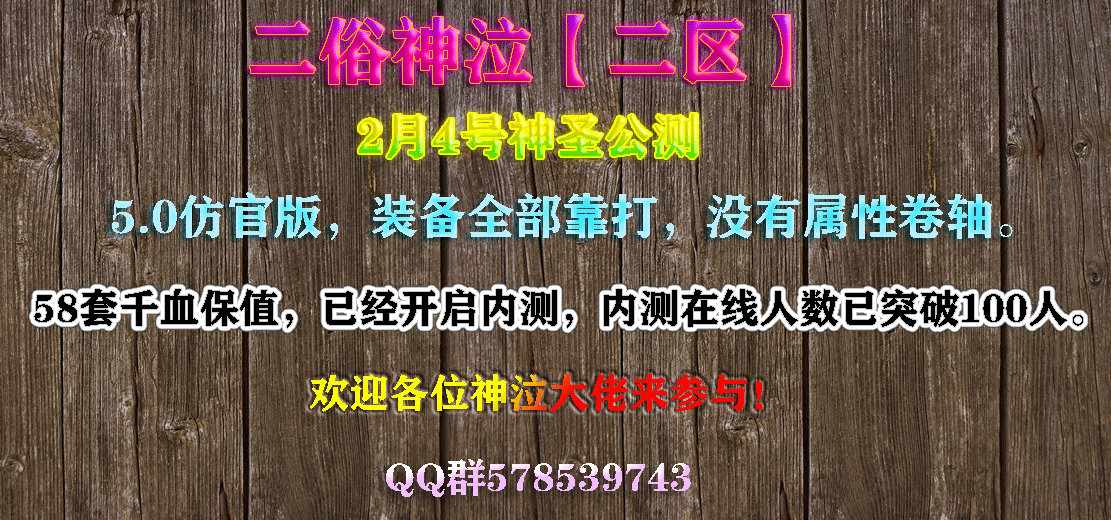 二俗神泣【二区】
2月4号神圣公测
5.0仿官版，装备全部靠打，没有属性卷轴。
58套千血保值，已经开启内测，内测在线人数已突破100人。
欢迎各位神泣大佬来参与！
QQ群578539743